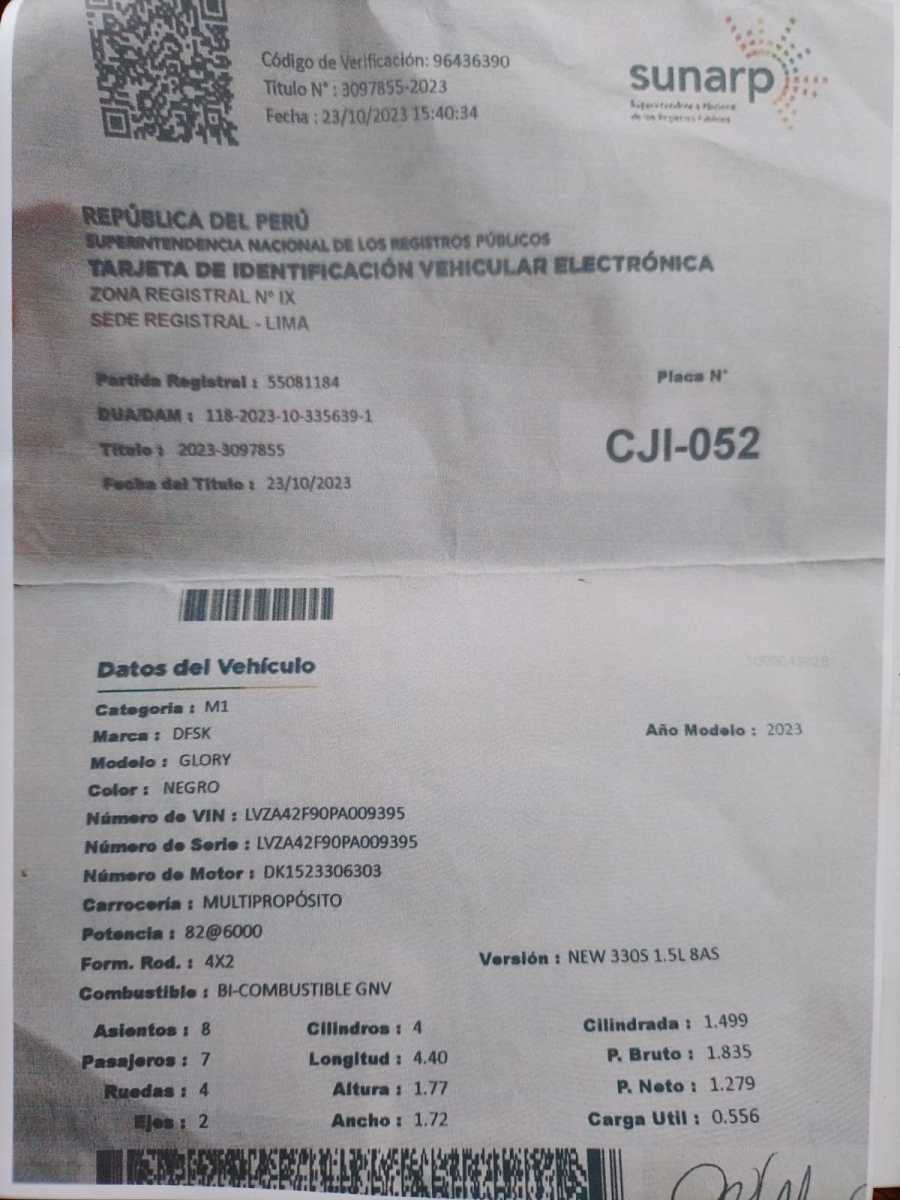 Código de Verificación: 96436390
Título N° : 3097855-2023
Fecha : 23/10/2023 15:40:34
sunarp
Superintendencia Nacional
de los Registros Públicos
REPÚBLICA DEL PERÚ
SUPERINTENDENCIA NACIONAL DE LOS REGISTROS PÚBLICOS
TARJETA DE IDENTIFICACIÓN VEHICULAR ELECTRÓNICA
ZONA REGISTRAL N° IX
SEDE REGISTRAL - LIMA
Partida Registral : 55081184
Placa N°
DUA/DAM : 118-2023-10-335639-1
CJI-052
Título : 2023-3097855
Fecha del Título : 23/10/2023
Datos del Vehículo
Categoria : M1
Marca : DFSK
Año Modelo : 2023
Modelo : GLORY
Color : NEGRO
Número de VIN : LVZA42F90PA009395
Número de Serie : LVZA42F90PA009395
Número de Motor : DK1523306303
Carrocería : MULTIPROPÓSITO
Potencia : 82@6000
Form. Rod. : 4X2
Versión : NEW 330S 1.5L 8AS
Combustible : BI-COMBUSTIBLE GNV
Asientos : 8 Cilindros : 4 Cilindrada : 1.499
Pasajeros : 7 Longitud : 4.40 P. Bruto : 1.835
Ruedas : 4 Altura : 1.77 P. Neto : 1.279
Ejes : 2 Ancho : 1.72 Carga Util : 0.556